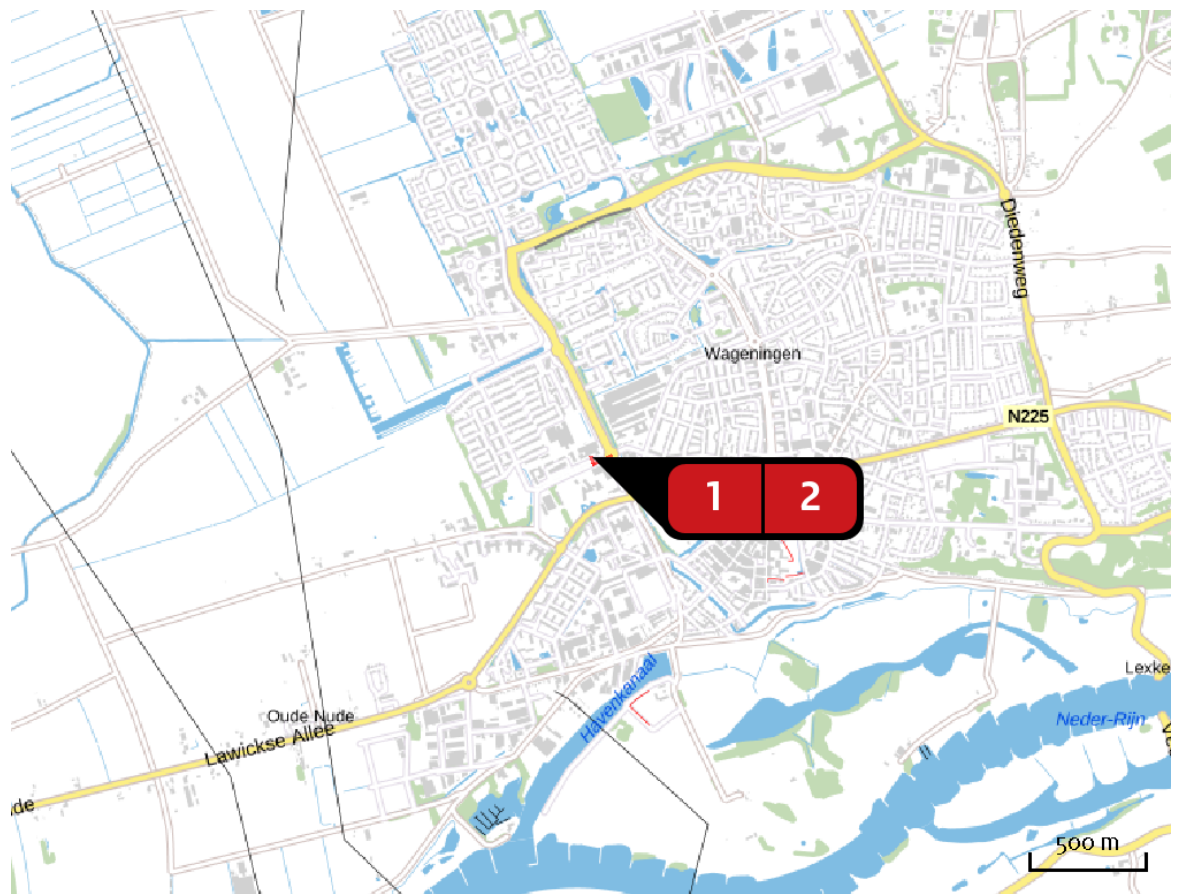 Diedenweg
Wageningen
N225
1 2
Lexke
Oude Nude
Havenkanaal
Neder-Rijn
Lawickse Allee
de
500 m